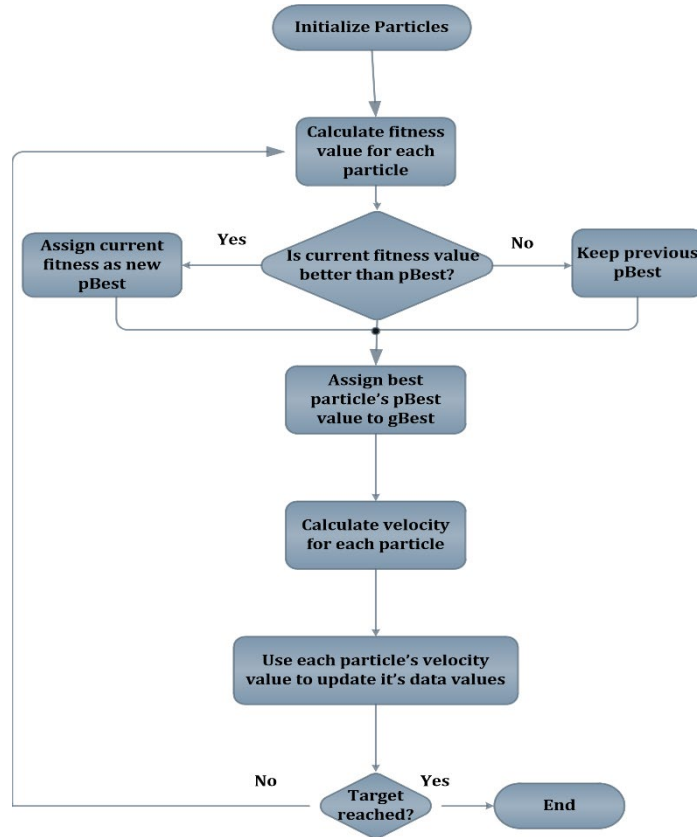 Initialize Particles
Calculate fitness
value for each
particle
Yes
No
Assign current
fitness as new
pBest
Is current fitness value
better than pBest?
Keep previous
pBest
Assign best
particle's pBest
value to gBest
Calculate velocity
for each particle
Use each particle's velocity
value to update it's data values
No
Yes
Target
reached?
End